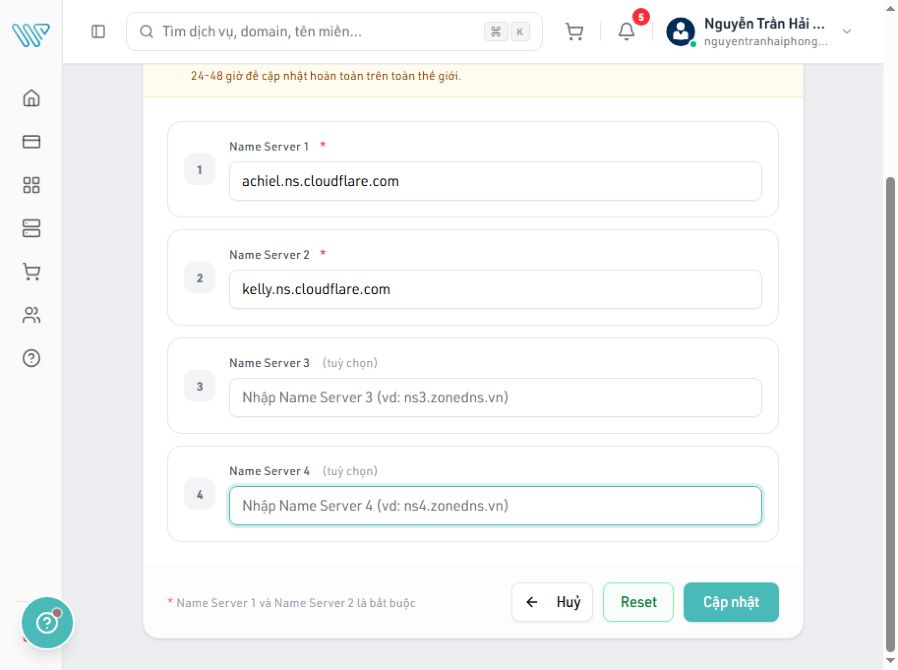 Tìm dịch vụ, domain, tên miền...
⌘ K
5
Nguyễn Trần Hải ...
nguyentranhaiphong...
24-48 giờ để cập nhật hoàn toàn trên toàn thế giới.
Name Server 1 *
1
achiel.ns.cloudflare.com
Name Server 2 *
2
kelly.ns.cloudflare.com
Name Server 3 (tuỳ chọn)
3
Nhập Name Server 3 (vd: ns3.zonedns.vn)
Name Server 4 (tuỳ chọn)
4
Nhập Name Server 4 (vd: ns4.zonedns.vn)
* Name Server 1 và Name Server 2 là bắt buộc
← Huỷ
Reset
Cập nhật